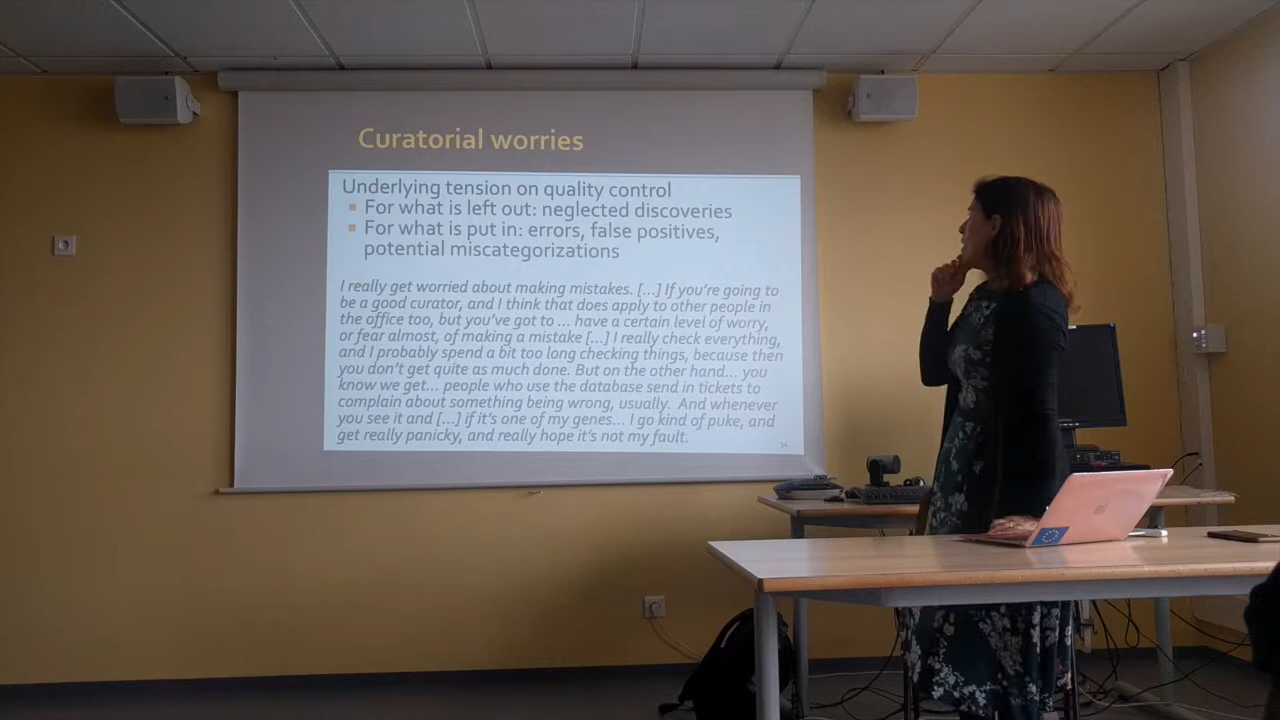 Curatorial worries
Underlying tension on quality control
For what is left out: neglected discoveries
For what is put in: errors, false positives,
potential miscategorizations
I really get worried about making mistakes. [...] If you're going to
be a good curator, and I think that does apply to other people in
the office too, but you've got to ... have a certain level of worry,
or fear almost, of making a mistake [...] I really check everything,
and I probably spend a bit too long checking things, because then
you don't get quite as much done. But on the other hand... you
know we get... people who use the database send in tickets to
complain about something being wrong, usually. And whenever
you see it and [...] if it's one of my genes... I go kind of puke, and
get really panicky, and really hope it's not my fault.